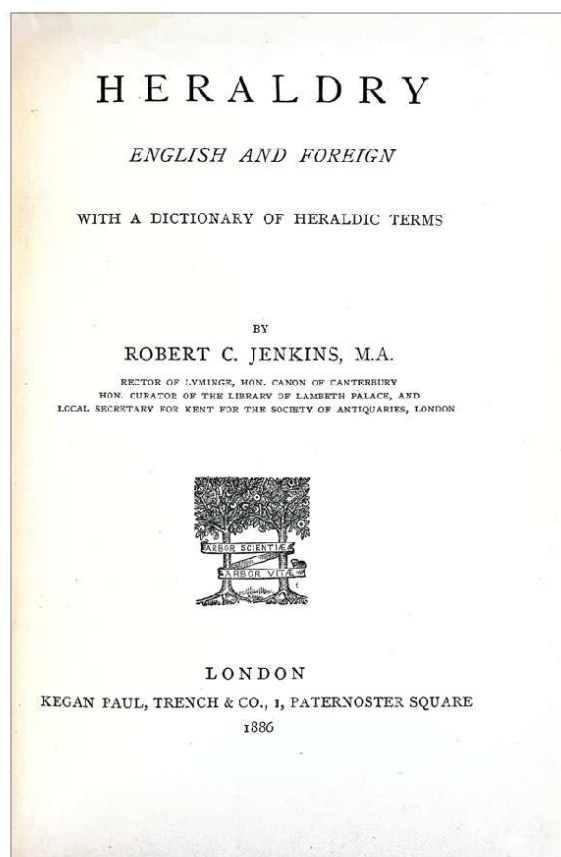 HERALDRY
ENGLISH AND FOREIGN
WITH A DICTIONARY OF HERALDIC TERMS
BY
ROBERT C. JENKINS, M.A.
RECTOR OF LYMINGE, HON. CANON OF CANTERBURY
HON. CURATOR OF THE LIBRARY OF LAMBETH PALACE, AND
LOCAL SECRETARY FOR KENT FOR THE SOCIETY OF ANTIQUARIES, LONDON
ARBOR SCIENTIÆ
ARBOR VITÆ
LONDON
KEGAN PAUL, TRENCH & CO., 1, PATERNOSTER SQUARE
1886